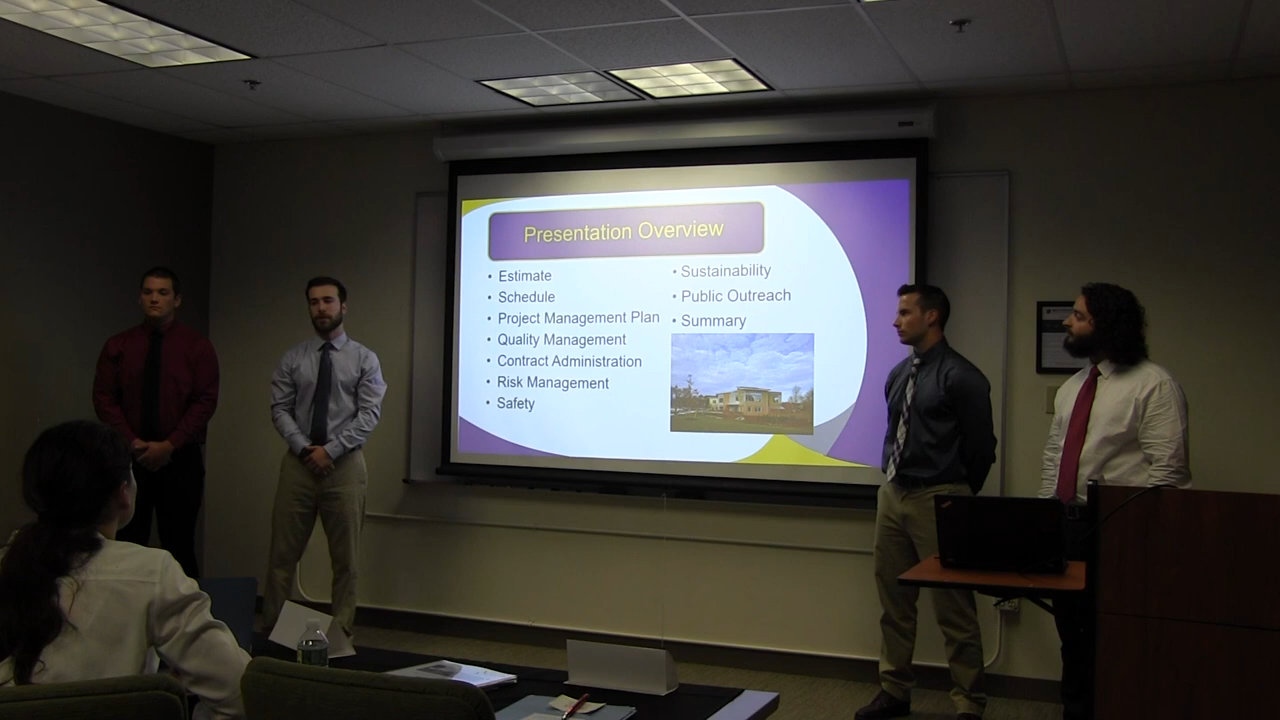 Presentation Overview
• Estimate
• Schedule
• Project Management Plan
• Quality Management
• Contract Administration
• Risk Management
• Safety
• Sustainability
• Public Outreach
• Summary